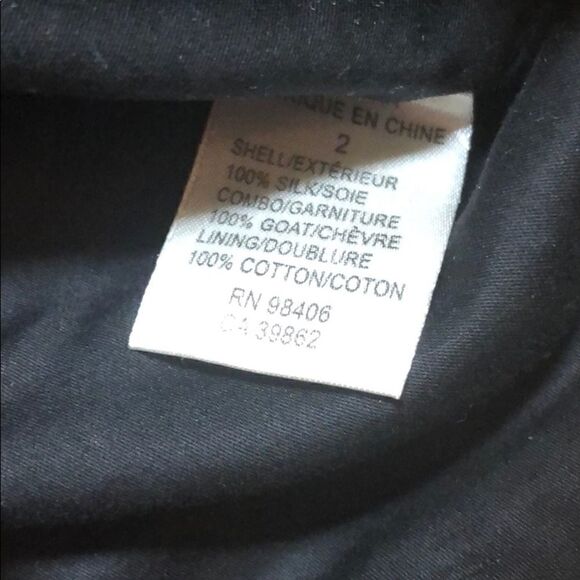 RIQUE EN CHINE
2
SHELL/EXTÉRIEUR
100% SILK/SOIE
COMBO/GARNITURE
100% GOAT/CHÈVRE
LINING/DOUBLURE
100% COTTON/COTON
RN 98406
CA 39862